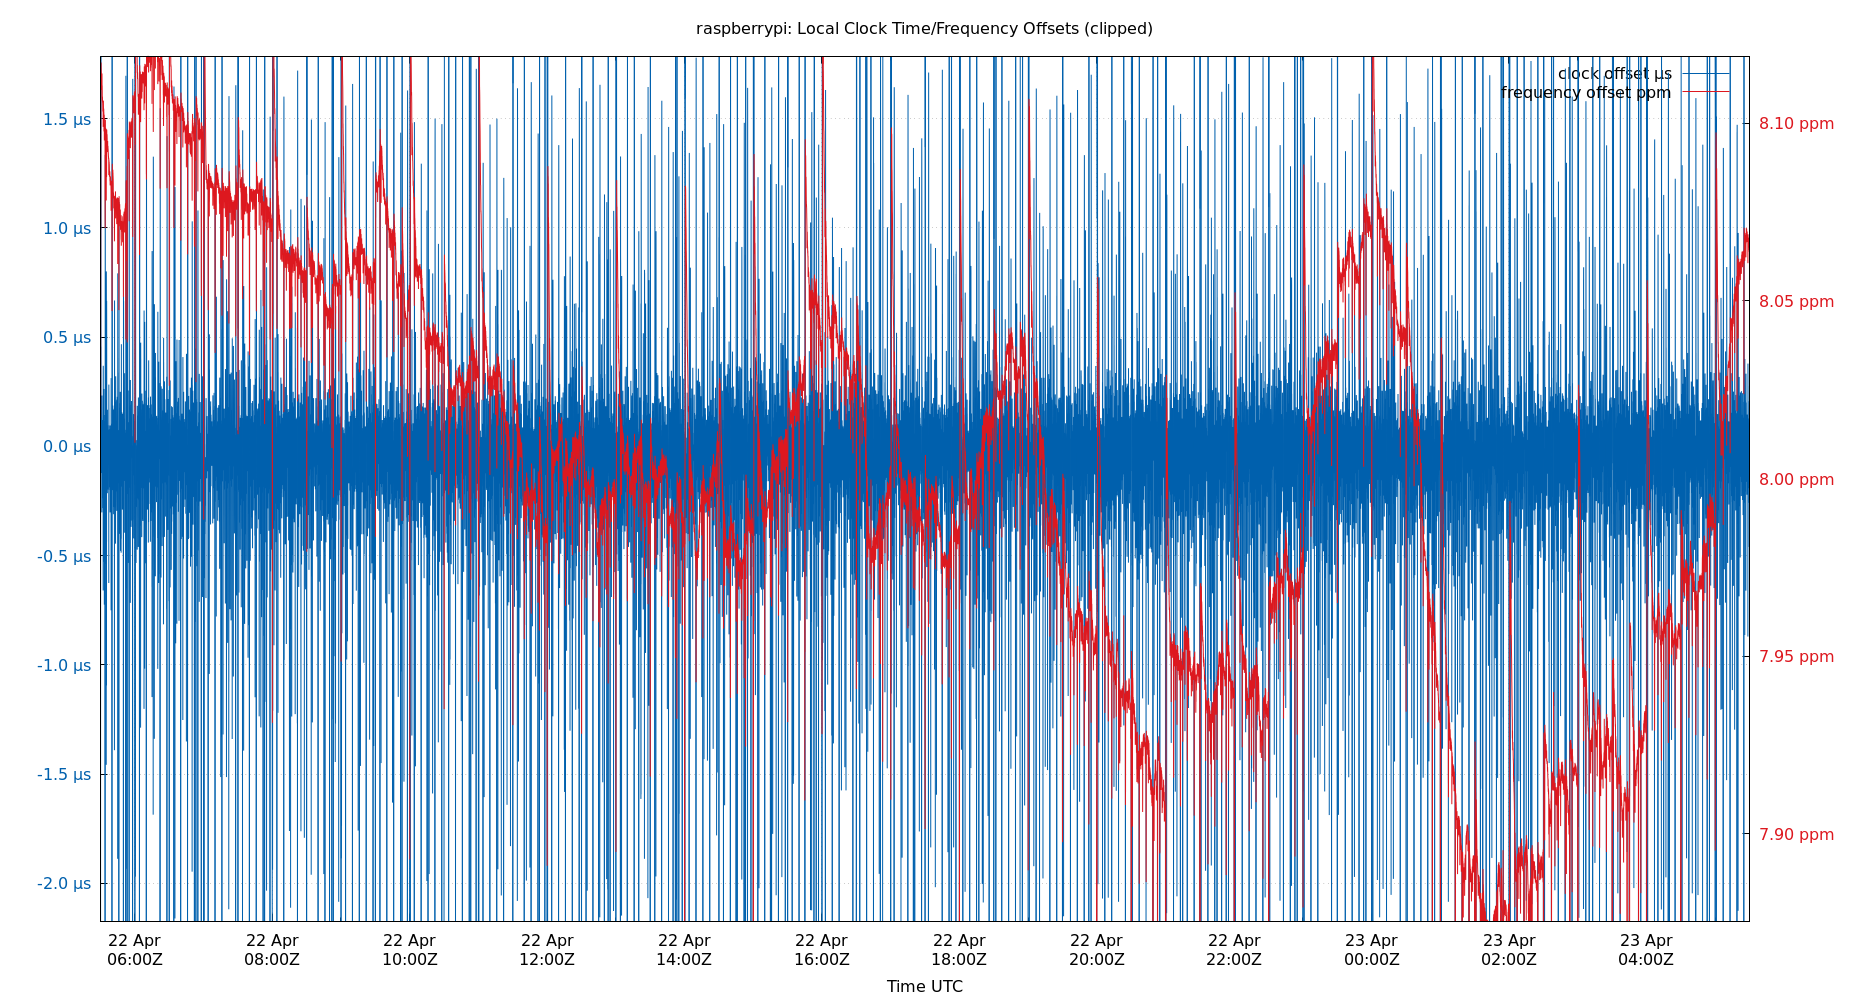 raspberrypi: Local Clock Time/Frequency Offsets (clipped)
clock offset µs
frequency offset ppm
1.5 µs
1.0 µs
0.5 µs
0.0 µs
-0.5 µs
-1.0 µs
-1.5 µs
-2.0 µs
8.10 ppm
8.05 ppm
8.00 ppm
7.95 ppm
7.90 ppm
22 Apr 22 Apr 22 Apr 22 Apr 22 Apr 22 Apr 22 Apr 22 Apr 22 Apr 23 Apr 23 Apr 23 Apr
06:00Z 08:00Z 10:00Z 12:00Z 14:00Z 16:00Z 18:00Z 20:00Z 22:00Z 00:00Z 02:00Z 04:00Z
Time UTC